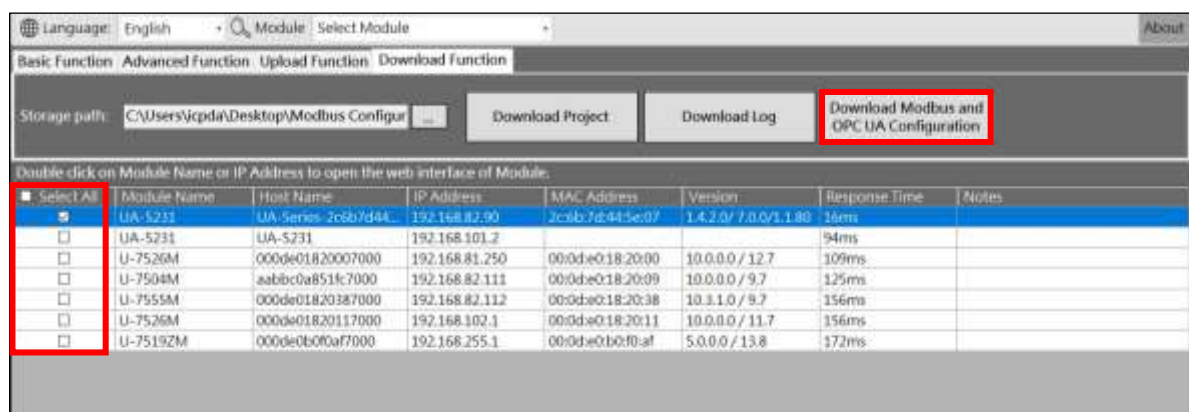 Language: English Module Select Module About
Basic Function Advanced Function Upload Function Download Function
Storage path: C:\Users\icpda\Desktop\Modbus Configur ... Download Project Download Log Download Modbus and
OPC UA Configuration
Double click on Module Name or IP Address to open the web interface of Module.
Select All Module Name Host Name IP Address MAC Address Version Response Time Notes
UA-5231 UA-Series-2c6b7d44... 192.168.82.90 2c:6b:7d:44:5e:07 1.4.2.0/ 7.0.0/1.1.80 16ms
UA-5231 UA-5231 192.168.101.2 94ms
U-7526M 000de01820007000 192.168.81.250 00:0d:e0:18:20:00 10.0.0.0 / 12.7 109ms
U-7504M aabbc0a851fc7000 192.168.82.111 00:0d:e0:18:20:09 10.0.0.0 / 9.7 125ms
U-7555M 000de01820387000 192.168.82.112 00:0d:e0:18:20:38 10.3.1.0 / 9.7 156ms
U-7526M 000de01820117000 192.168.102.1 00:0d:e0:18:20:11 10.0.0.0 / 11.7 156ms
U-7519ZM 000de0b0f0af7000 192.168.255.1 00:0d:e0:b0:f0:af 5.0.0.0 / 13.8 172ms